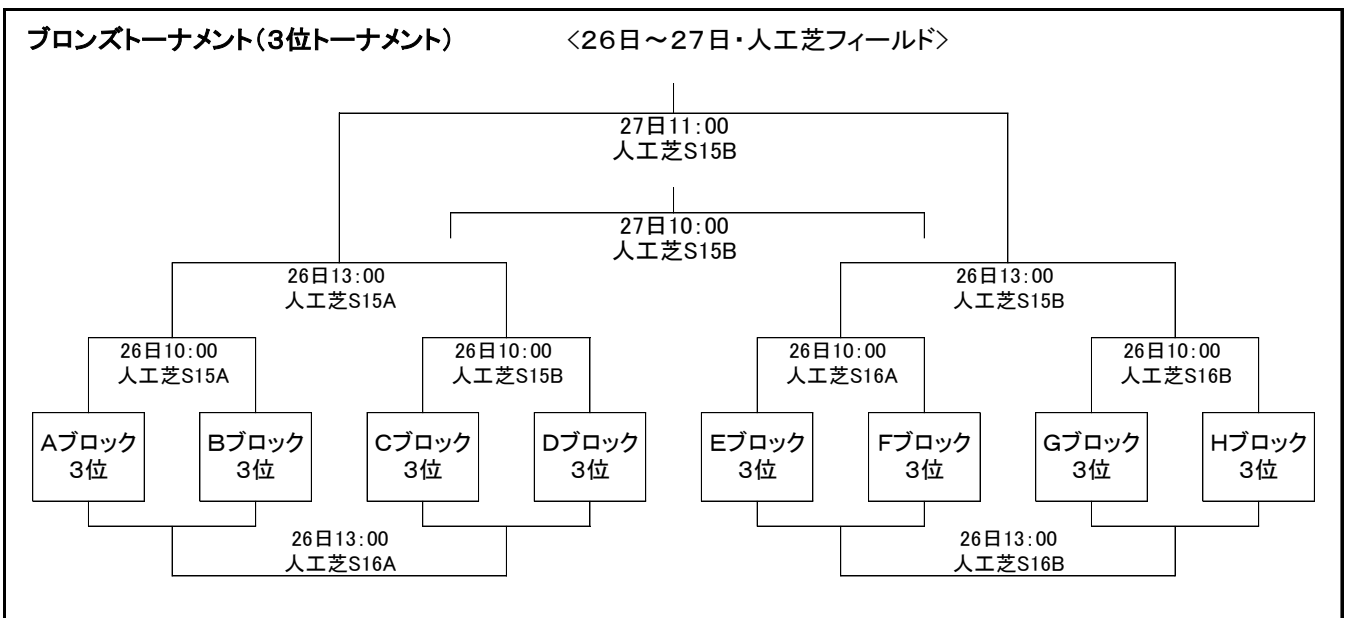 ブロンズトーナメント(3位トーナメント) <26日～27日・人工芝フィールド>
27日11:00
人工芝S15B
27日10:00
人工芝S15B
26日13:00
人工芝S15A
26日13:00
人工芝S15B
26日10:00
人工芝S15A
26日10:00
人工芝S15B
26日10:00
人工芝S16A
26日10:00
人工芝S16B
Aブロック
3位
Bブロック
3位
Cブロック
3位
Dブロック
3位
Eブロック
3位
Fブロック
3位
Gブロック
3位
Hブロック
3位
26日13:00
人工芝S16A
26日13:00
人工芝S16B